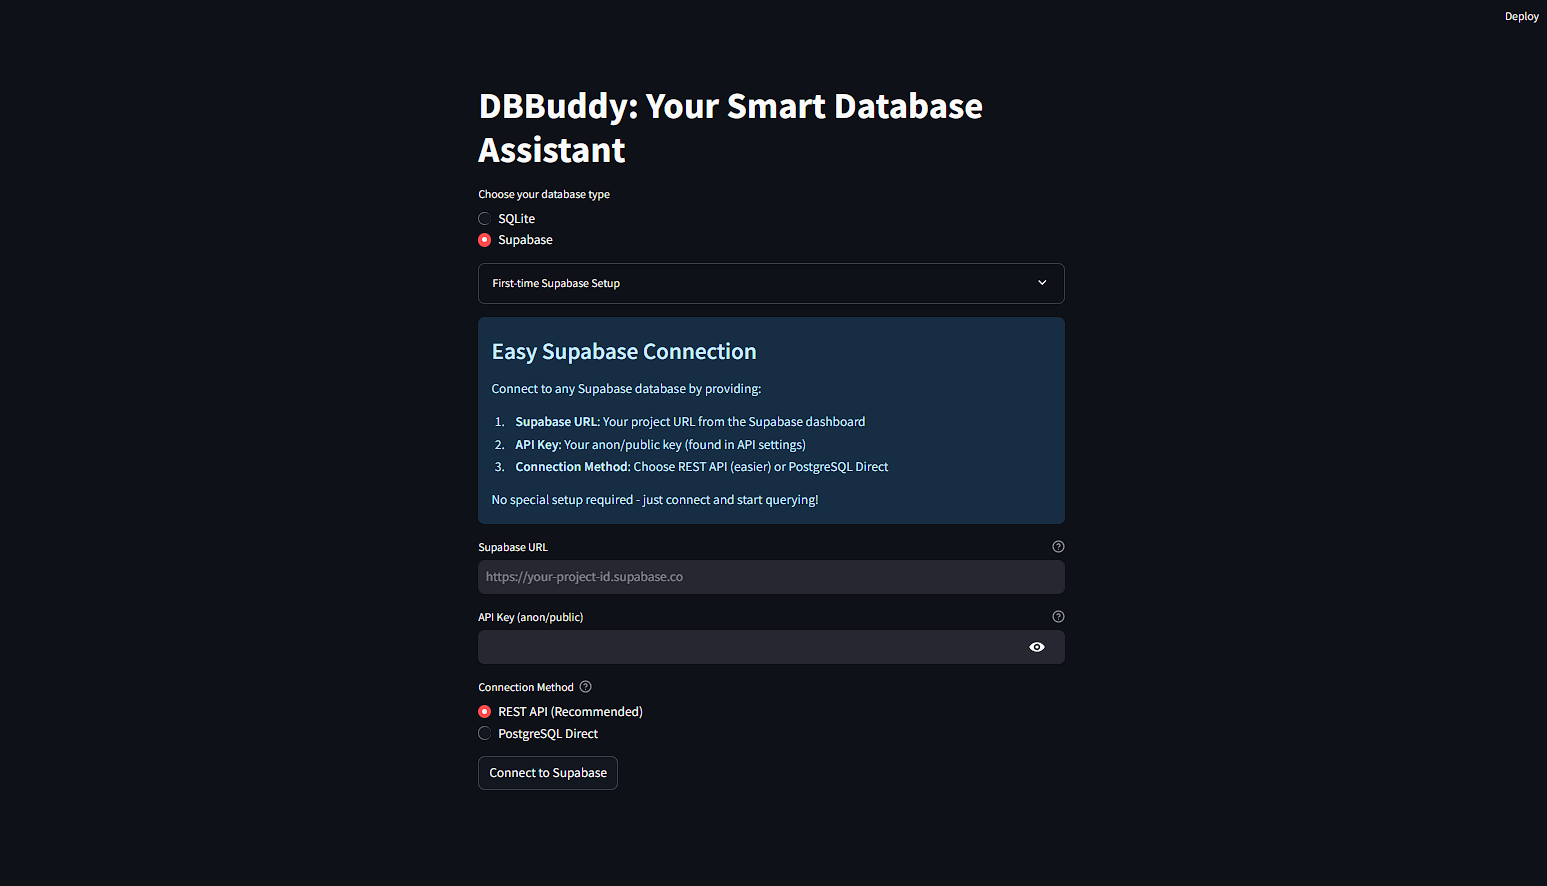 Deploy
DBBuddy: Your Smart Database
Assistant
Choose your database type
SQLite
Supabase
First-time Supabase Setup
Easy Supabase Connection
Connect to any Supabase database by providing:
1. Supabase URL: Your project URL from the Supabase dashboard
2. API Key: Your anon/public key (found in API settings)
3. Connection Method: Choose REST API (easier) or PostgreSQL Direct
No special setup required - just connect and start querying!
Supabase URL
https://your-project-id.supabase.co
API Key (anon/public)
Connection Method
REST API (Recommended)
PostgreSQL Direct
Connect to Supabase